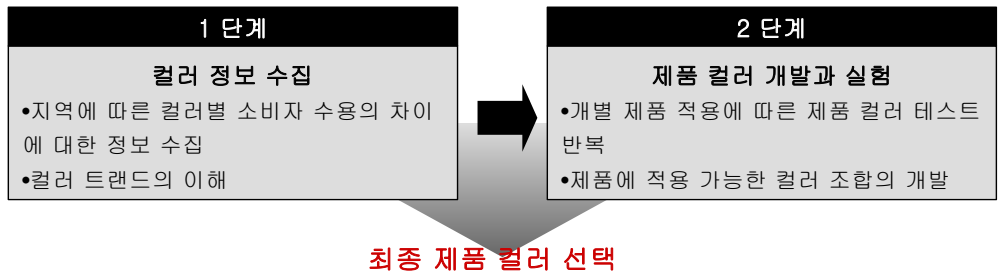 1 단계
컬러 정보 수집
•지역에 따른 컬러별 소비자 수용의 차이
에 대한 정보 수집
•컬러 트랜드의 이해
2 단계
제품 컬러 개발과 실험
•개별 제품 적용에 따른 제품 컬러 테스트
반복
•제품에 적용 가능한 컬러 조합의 개발
최종 제품 컬러 선택